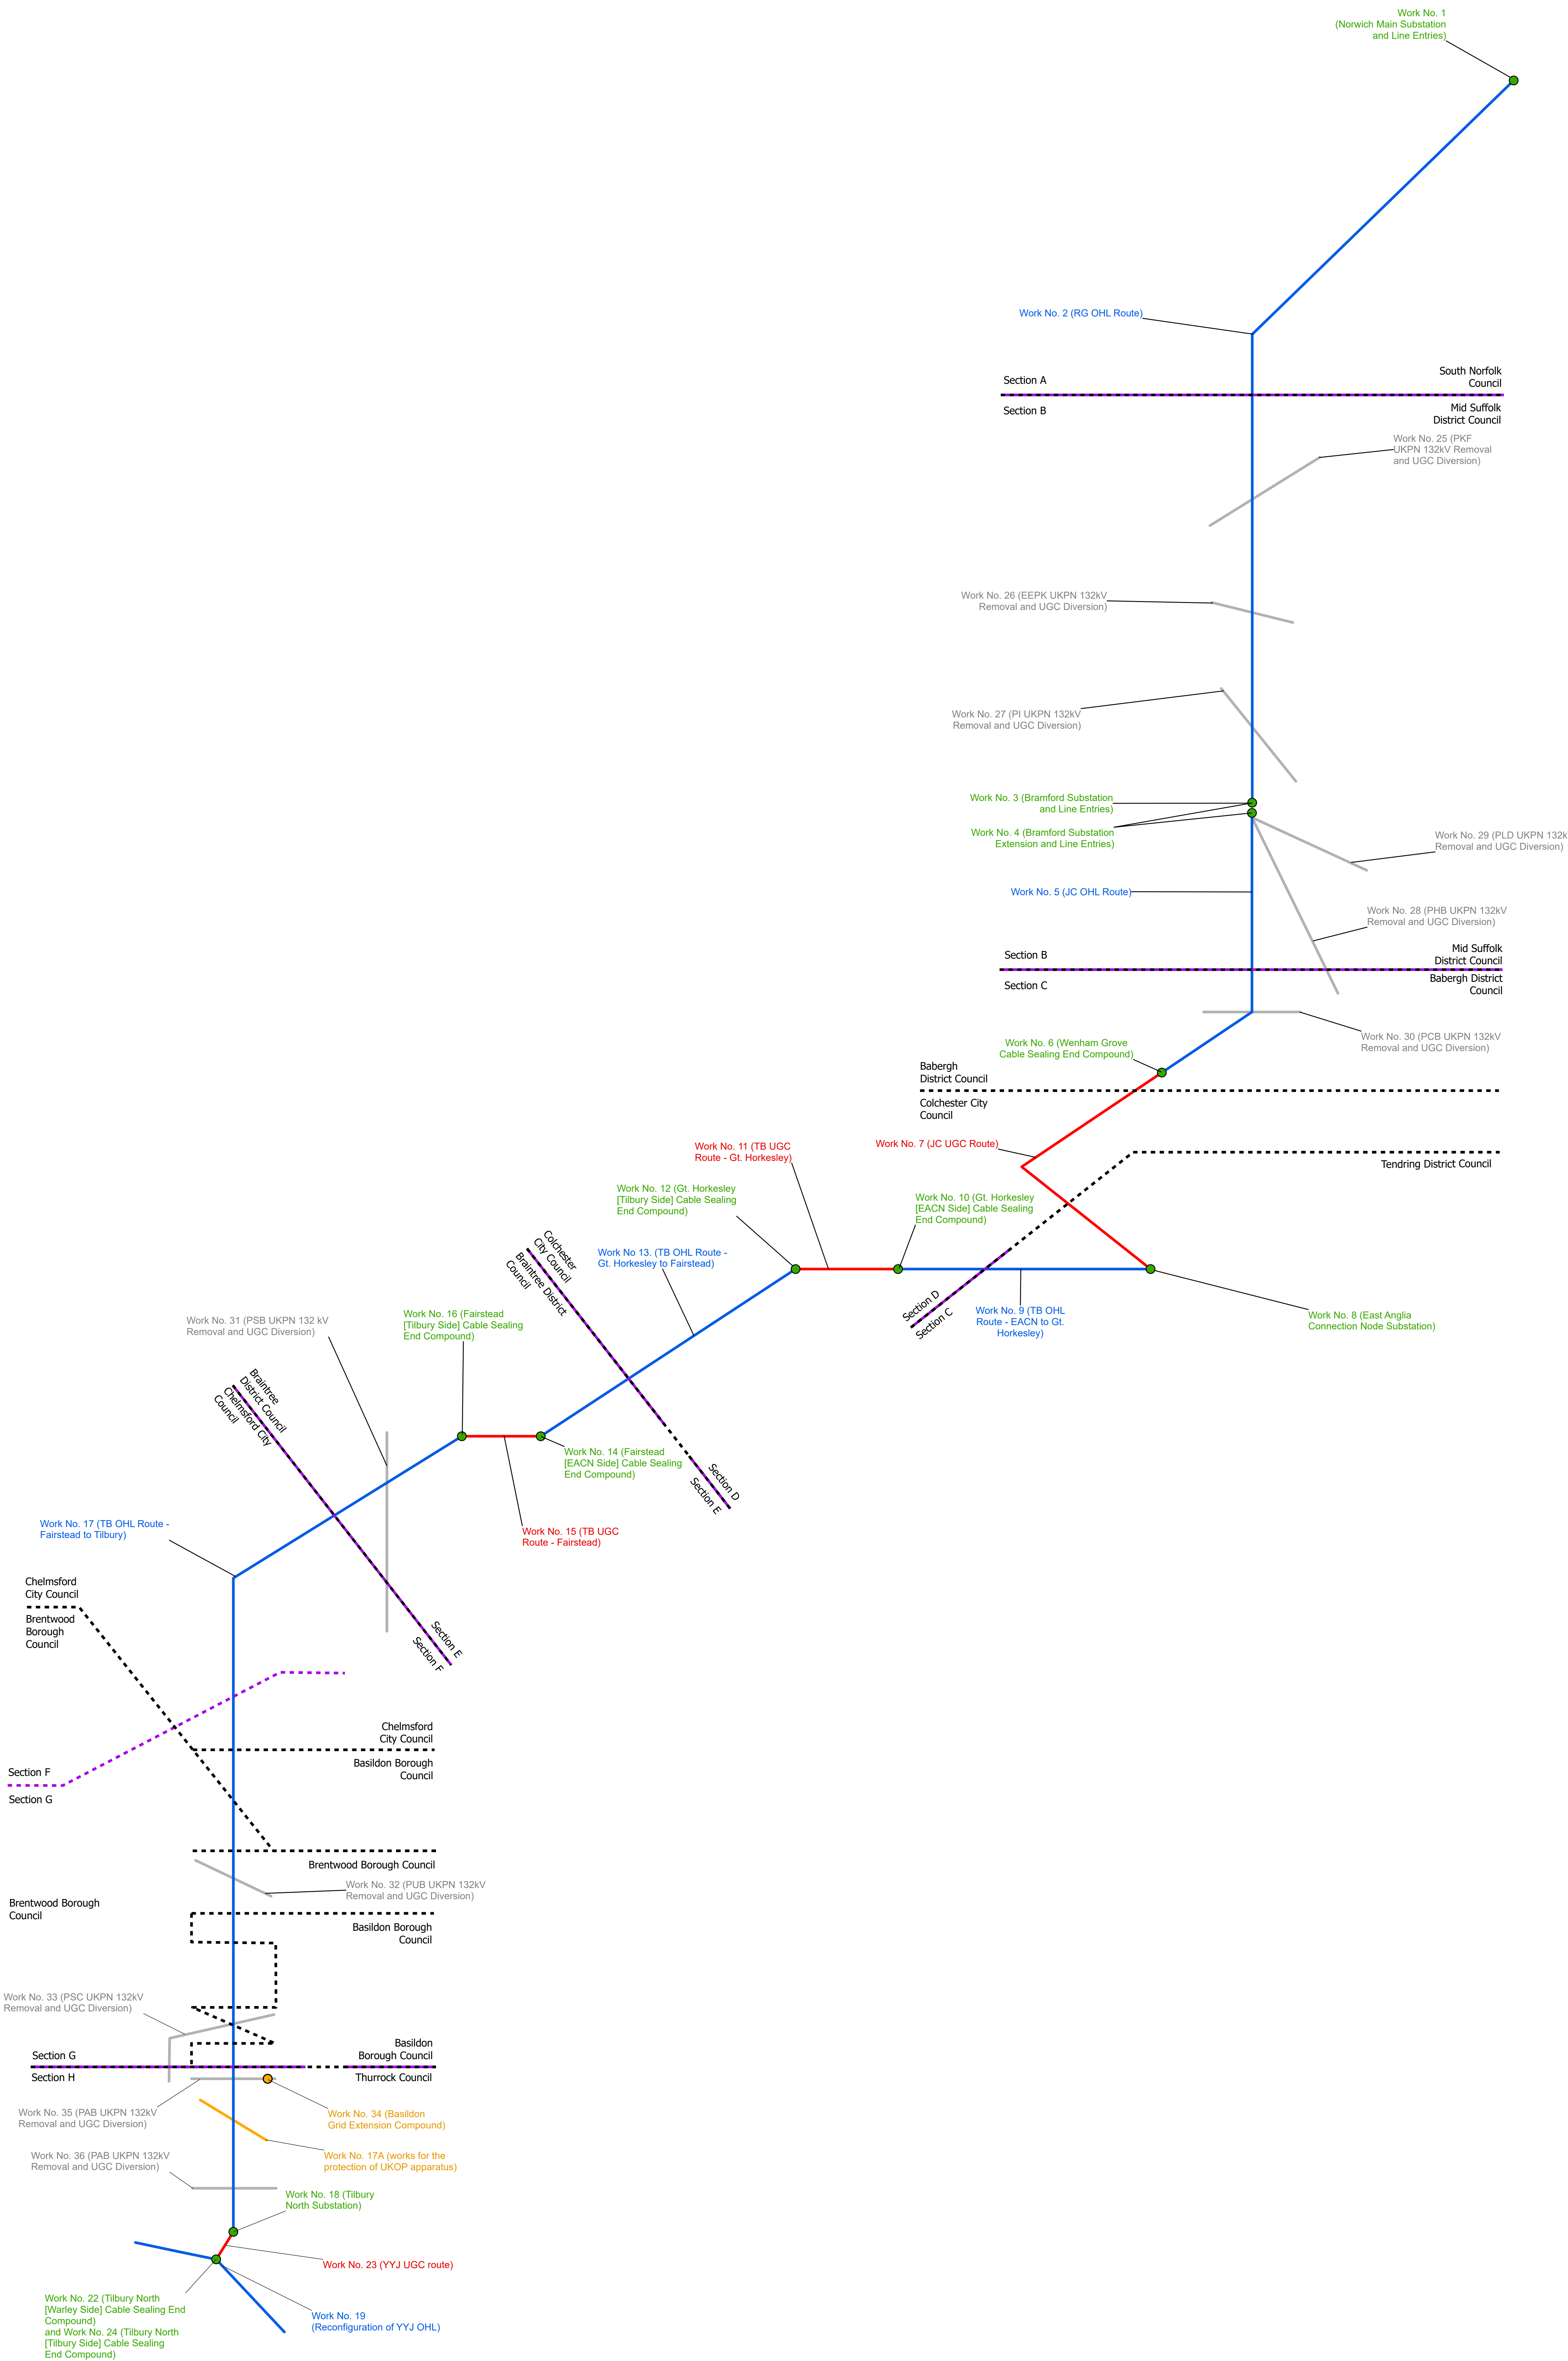 Work No. 1
(Norwich Main Substation
and Line Entries)
Work No. 2 (RG OHL Route)
Section A
South Norfolk
Council
Section B
Mid Suffolk
District Council
Work No. 25 (PKF
UKPN 132kV Removal
and UGC Diversion)
Work No. 26 (EEPK UKPN 132kV
Removal and UGC Diversion)
Work No. 27 (PI UKPN 132kV
Removal and UGC Diversion)
Work No. 3 (Bramford Substation
and Line Entries)
Work No. 4 (Bramford Substation
Extension and Line Entries)
Work No. 29 (PLD UKPN 132k
Removal and UGC Diversion)
Work No. 5 (JC OHL Route)
Work No. 28 (PHB UKPN 132kV
Removal and UGC Diversion)
Section B
Mid Suffolk
District Council
Section C
Babergh District
Council
Work No. 30 (PCB UKPN 132kV
Removal and UGC Diversion)
Work No. 6 (Wenham Grove
Cable Sealing End Compound)
Babergh
District Council
Colchester City
Council
Work No. 7 (JC UGC Route)
Tendring District Council
Work No. 11 (TB UGC
Route - Gt. Horkesley)
Work No. 12 (Gt. Horkesley
[Tilbury Side] Cable Sealing
End Compound)
Work No. 10 (Gt. Horkesley
[EACN Side] Cable Sealing
End Compound)
Colchester
City Council
Braintree District
Council
Work No 13. (TB OHL Route -
Gt. Horkesley to Fairstead)
Section D
Section C
Work No. 9 (TB OHL
Route - EACN to Gt.
Horkesley)
Work No. 8 (East Anglia
Connection Node Substation)
Work No. 31 (PSB UKPN 132 kV
Removal and UGC Diversion)
Work No. 16 (Fairstead
[Tilbury Side] Cable Sealing
End Compound)
Braintree
District Council
Chelmsford City
Council
Work No. 14 (Fairstead
[EACN Side] Cable Sealing
End Compound)
Section D
Section E
Work No. 17 (TB OHL Route -
Fairstead to Tilbury)
Work No. 15 (TB UGC
Route - Fairstead)
Chelmsford
City Council
Brentwood
Borough
Council
Section E
Section F
Chelmsford
City Council
Basildon Borough
Council
Section F
Section G
Brentwood Borough Council
Work No. 32 (PUB UKPN 132kV
Removal and UGC Diversion)
Brentwood Borough
Council
Basildon Borough
Council
Work No. 33 (PSC UKPN 132kV
Removal and UGC Diversion)
Section G
Basildon
Borough Council
Section H
Thurrock Council
Work No. 35 (PAB UKPN 132kV
Removal and UGC Diversion)
Work No. 34 (Basildon
Grid Extension Compound)
Work No. 36 (PAB UKPN 132kV
Removal and UGC Diversion)
Work No. 17A (works for the
protection of UKOP apparatus)
Work No. 18 (Tilbury
North Substation)
Work No. 23 (YYJ UGC route)
Work No. 22 (Tilbury North
[Warley Side] Cable Sealing End
Compound)
and Work No. 24 (Tilbury North
[Tilbury Side] Cable Sealing
End Compound)
Work No. 19
(Reconfiguration of YYJ OHL)